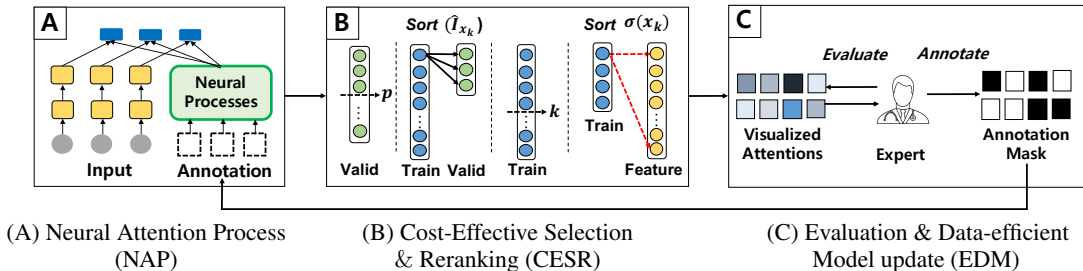 A
Neural
Processes
Input
Annotation
B
Sort (Î_{x_k})
Sort σ(x_k)
p
k
Valid
Train
Valid
Train
Train
Feature
C
Evaluate
Annotate
Visualized
Attentions
Expert
Annotation
Mask
(A) Neural Attention Process
(NAP)
(B) Cost-Effective Selection
& Reranking (CESR)
(C) Evaluation & Data-efficient
Model update (EDM)